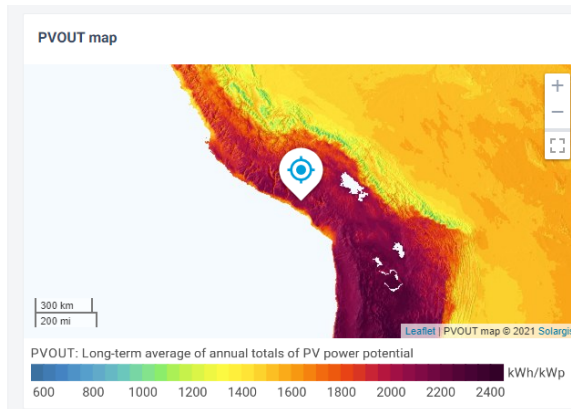 PVOUT map
+
−
300 km
200 mi
Leaflet | PVOUT map © 2021 Solargis
PVOUT: Long-term average of annual totals of PV power potential
kWh/kWp
600 800 1000 1200 1400 1600 1800 2000 2200 2400